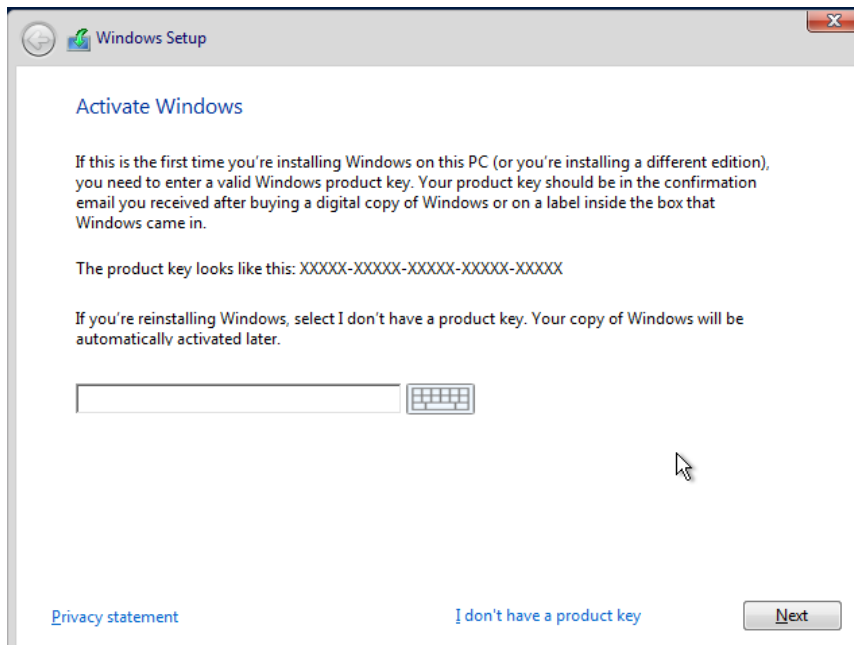 Windows Setup
Activate Windows
If this is the first time you're installing Windows on this PC (or you're installing a different edition),
you need to enter a valid Windows product key. Your product key should be in the confirmation
email you received after buying a digital copy of Windows or on a label inside the box that
Windows came in.
The product key looks like this: XXXXX-XXXXX-XXXXX-XXXXX-XXXXX
If you're reinstalling Windows, select I don't have a product key. Your copy of Windows will be
automatically activated later.
Privacy statement
I don't have a product key
Next